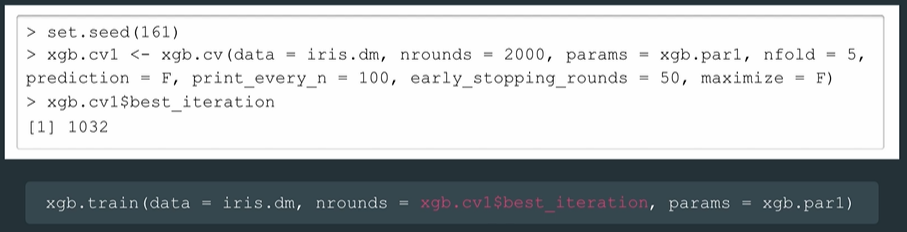 > set.seed(161)
> xgb.cv1 <- xgb.cv(data = iris.dm, nrounds = 2000, params = xgb.par1, nfold = 5,
prediction = F, print_every_n = 100, early_stopping_rounds = 50, maximize = F)
> xgb.cv1$best_iteration
[1] 1032
xgb.train(data = iris.dm, nrounds = xgb.cv1$best_iteration, params = xgb.par1)